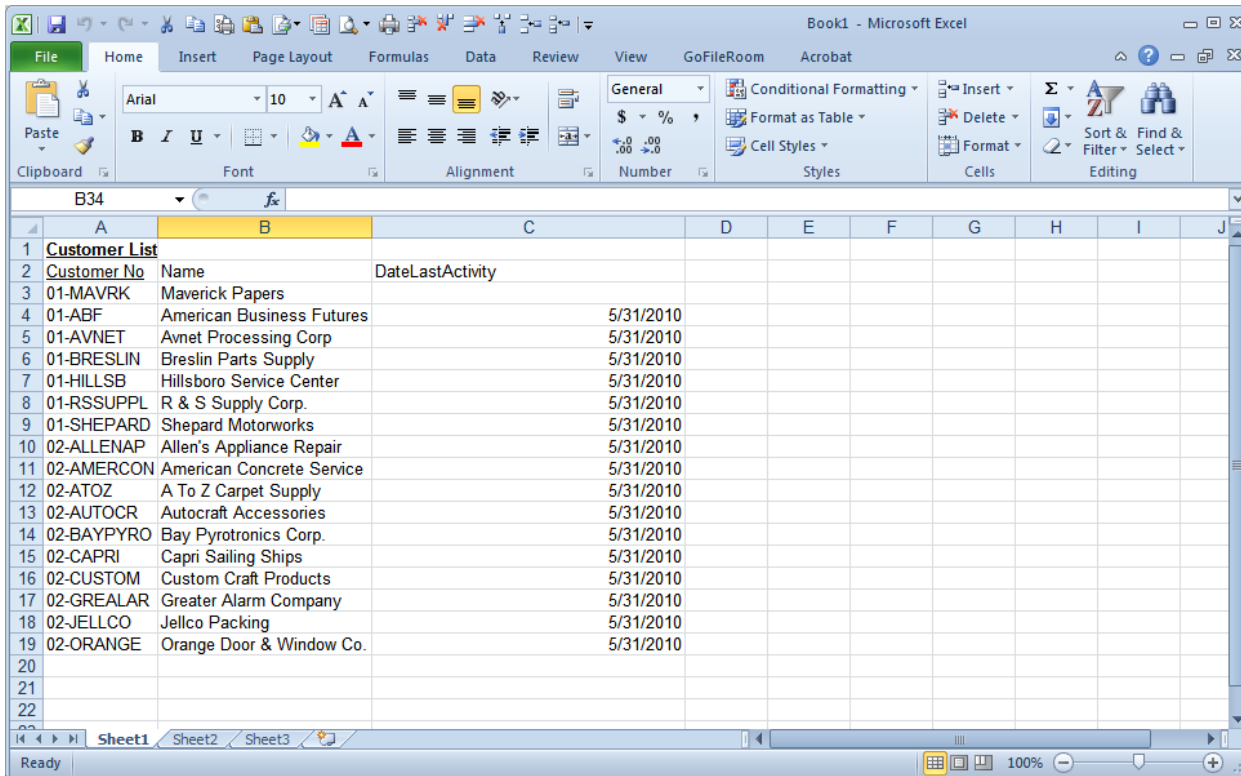 Book1 - Microsoft Excel
File Home Insert Page Layout Formulas Data Review View GoFileRoom Acrobat
Paste
Clipboard
Arial 10
B I U
Font
Alignment
General
$ % ,
Number
Conditional Formatting
Format as Table
Cell Styles
Styles
Insert
Delete
Format
Cells
Sort & Filter
Find & Select
Editing
B34 fx
A B C D E F G H I J
1 Customer List
2 Customer No Name DateLastActivity
3 01-MAVRK Maverick Papers
4 01-ABF American Business Futures 5/31/2010
5 01-AVNET Avnet Processing Corp 5/31/2010
6 01-BRESLIN Breslin Parts Supply 5/31/2010
7 01-HILLSB Hillsboro Service Center 5/31/2010
8 01-RSSUPPL R & S Supply Corp. 5/31/2010
9 01-SHEPARD Shepard Motorworks 5/31/2010
10 02-ALLENAP Allen's Appliance Repair 5/31/2010
11 02-AMERCON American Concrete Service 5/31/2010
12 02-ATOZ A To Z Carpet Supply 5/31/2010
13 02-AUTOCR Autocraft Accessories 5/31/2010
14 02-BAYPYRO Bay Pyrotronics Corp. 5/31/2010
15 02-CAPRI Capri Sailing Ships 5/31/2010
16 02-CUSTOM Custom Craft Products 5/31/2010
17 02-GREALAR Greater Alarm Company 5/31/2010
18 02-JELLCO Jellco Packing 5/31/2010
19 02-ORANGE Orange Door & Window Co. 5/31/2010
20
21
22
Sheet1 Sheet2 Sheet3
Ready 100%